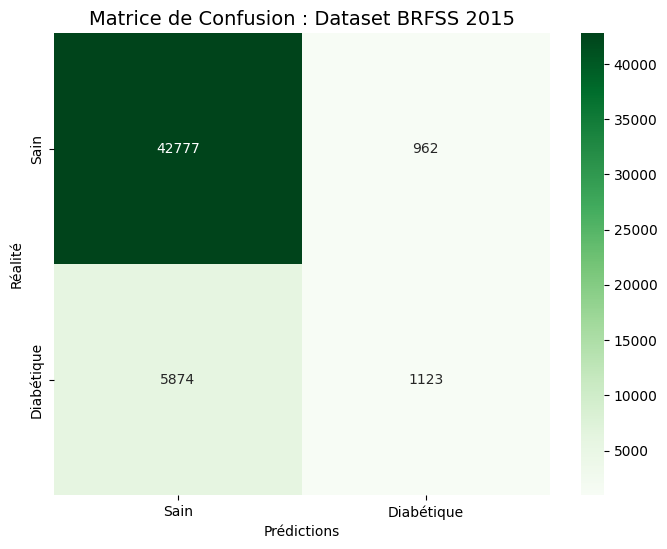 Matrice de Confusion : Dataset BRFSS 2015
Réalité
Sain
Diabétique
42777
962
5874
1123
Sain
Diabétique
Prédictions
40000
35000
30000
25000
20000
15000
10000
5000